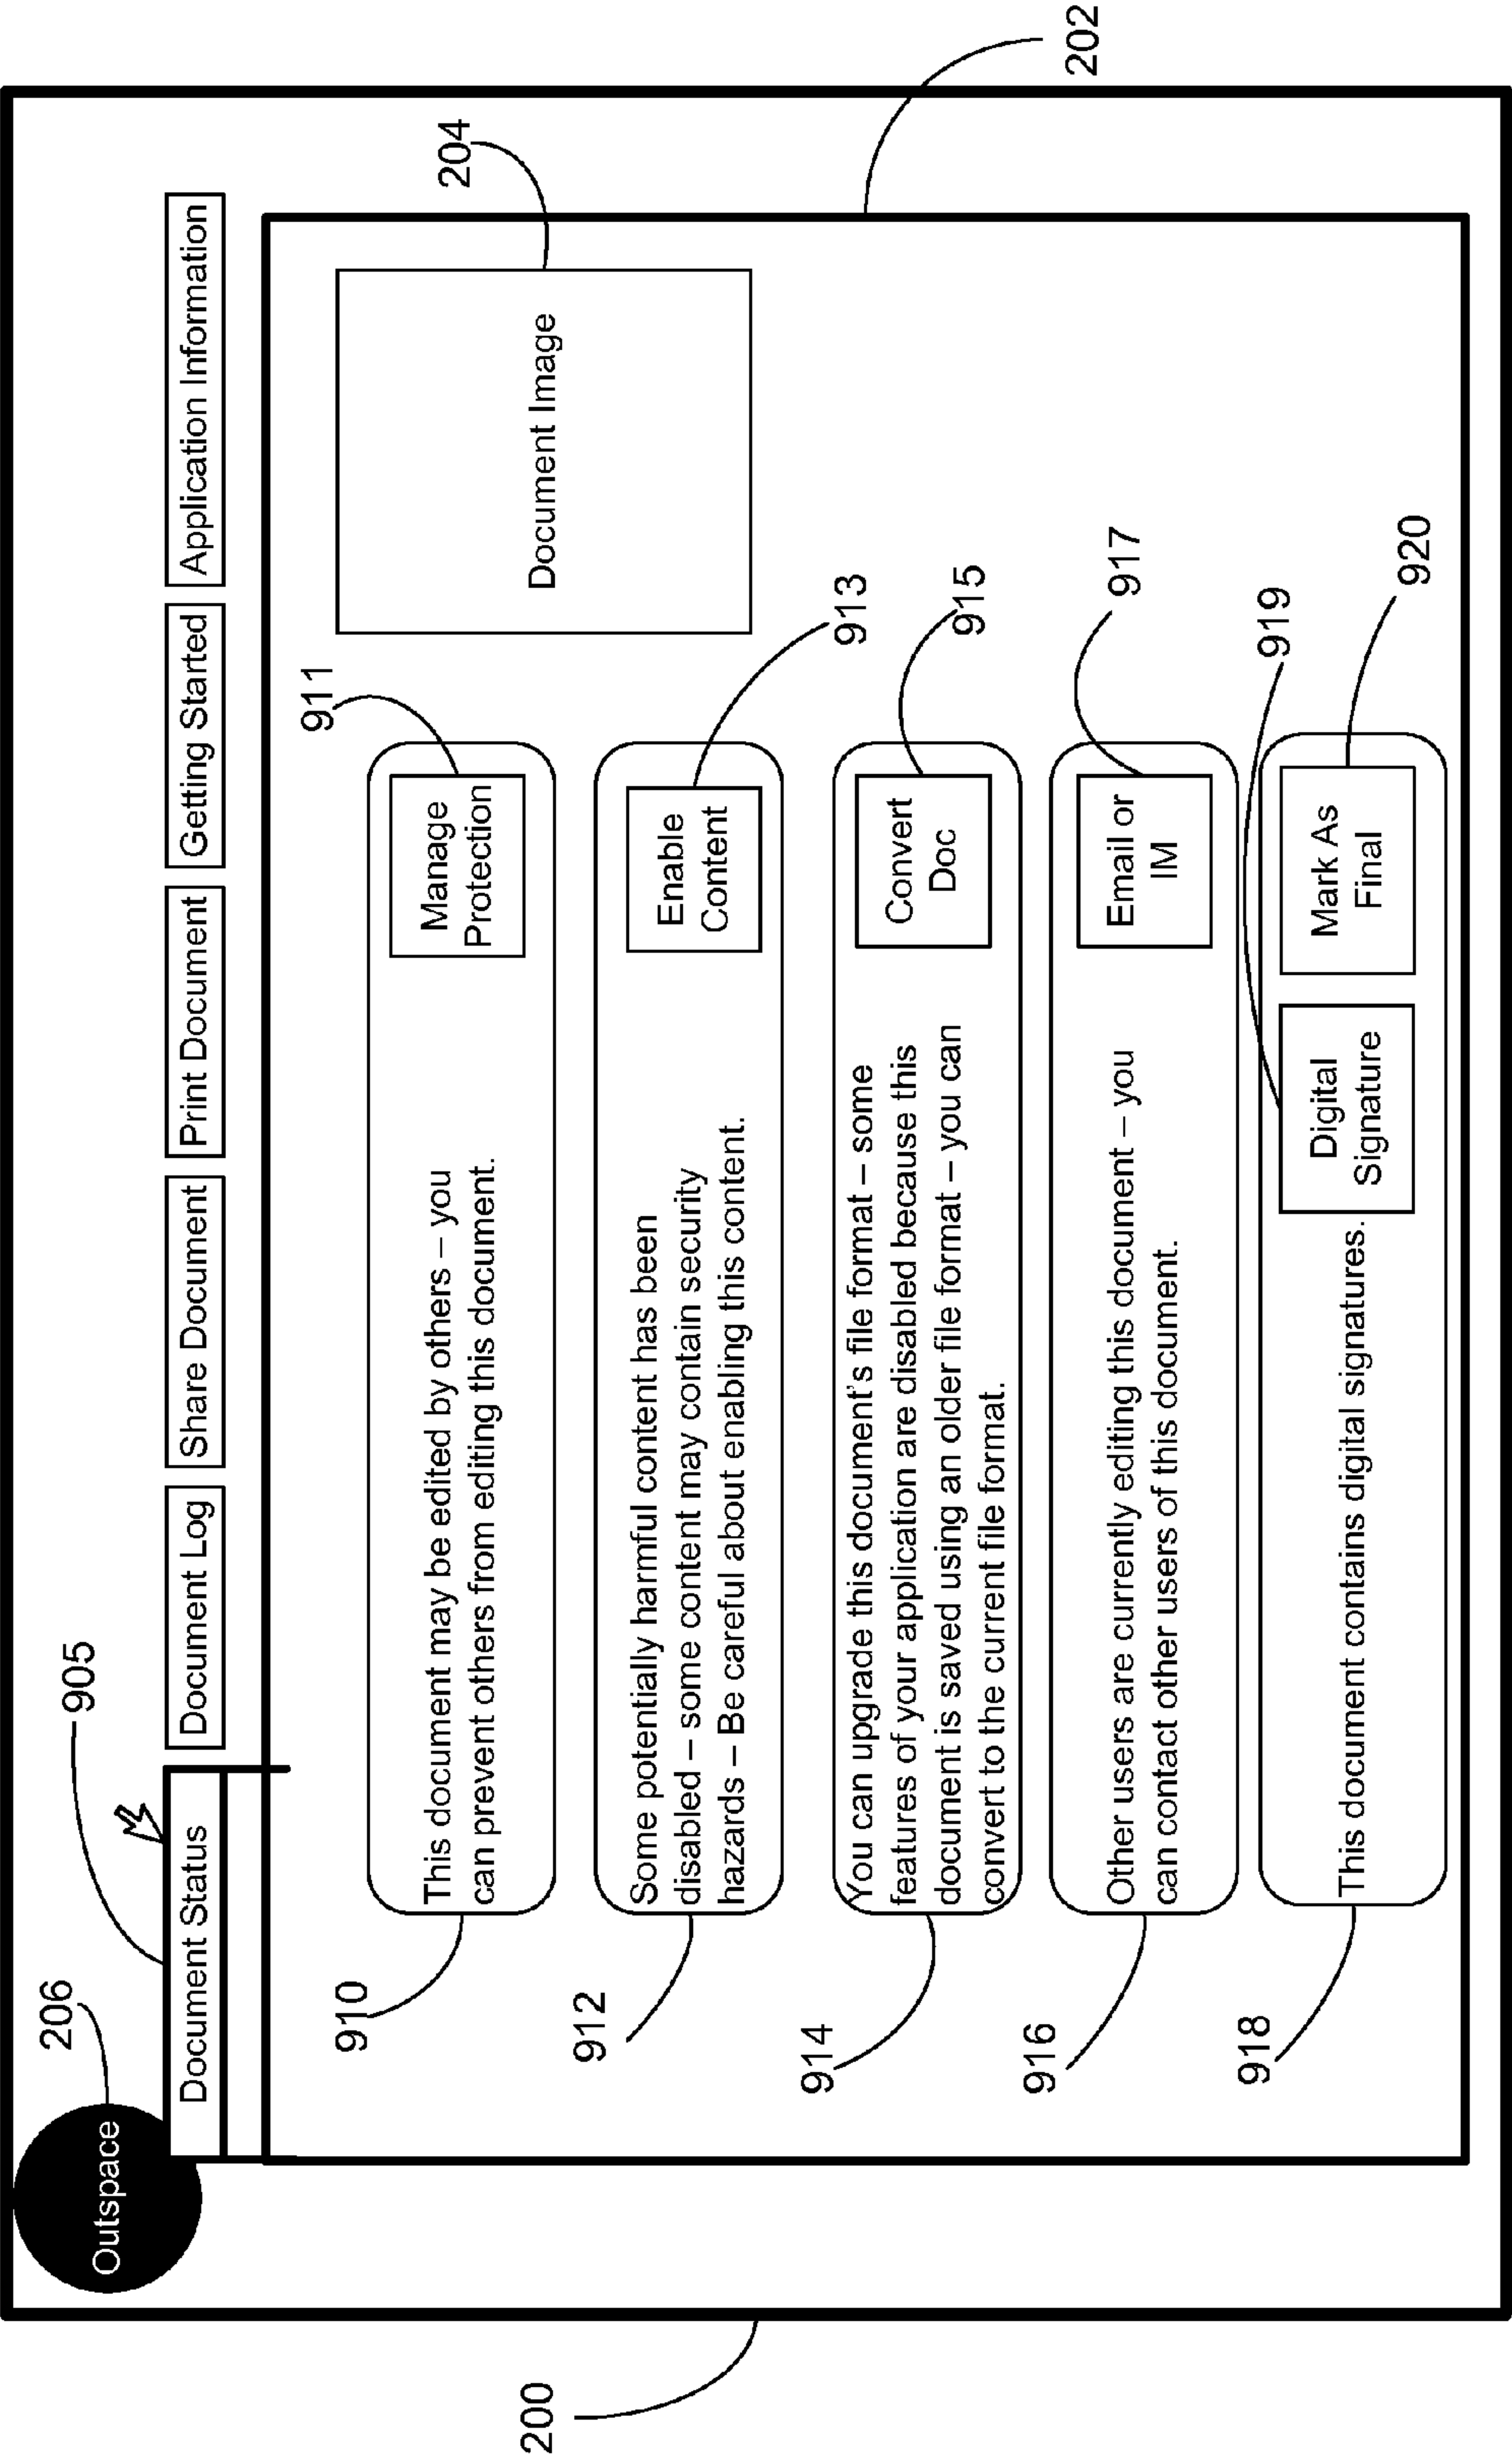 200
206
Outspace
905
Document Status
Document Log
Share Document
Print Document
Getting Started
Application Information
202
204
Document Image
910
This document may be edited by others – you
can prevent others from editing this document.
911
Manage
Protection
912
Some potentially harmful content has been
disabled – some content may contain security
hazards – Be careful about enabling this content.
913
Enable
Content
914
You can upgrade this document's file format – some
features of your application are disabled because this
document is saved using an older file format – you can
convert to the current file format.
915
Convert
Doc
916
Other users are currently editing this document – you
can contact other users of this document.
917
Email or
IM
918
This document contains digital signatures.
919
Digital
Signature
920
Mark As
Final